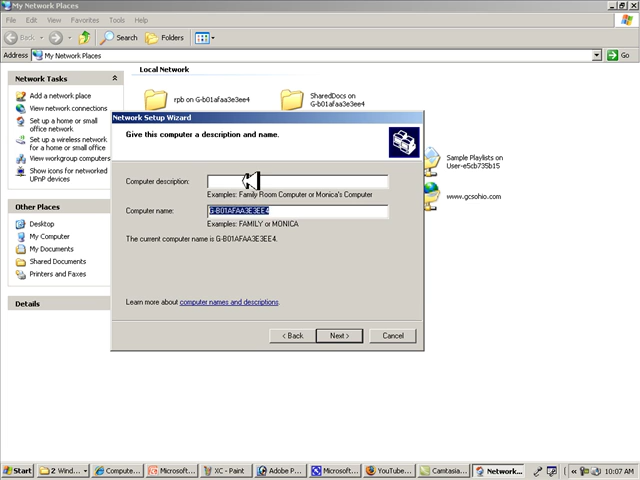 My Network Places
File Edit View Favorites Tools Help
Back Search Folders
Address My Network Places Go
Network Tasks
Add a network place
View network connections
Set up a home or small
office network
Set up a wireless network
for a home or small office
View workgroup computers
Show icons for networked
UPnP devices
Other Places
Desktop
My Computer
My Documents
Shared Documents
Printers and Faxes
Details
Local Network
rpb on G-b01afaa3e3ee4
SharedDocs on
G-b01afaa3e3ee4
Sample Playlists on
User-e5cb735b15
www.gcsohio.com
Network Setup Wizard
Give this computer a description and name.
Computer description:
Examples: Family Room Computer or Monica's Computer
Computer name:
G-B01AFAA3E3EE4
Examples: FAMILY or MONICA
The current computer name is G-B01AFAA3E3EE4.
Learn more about computer names and descriptions.
< Back Next > Cancel
Start 2 Wind... Compute... Microsoft... XC - Paint Adobe P... Microsoft... YouTube... Camtasia... Network... 10:07 AM